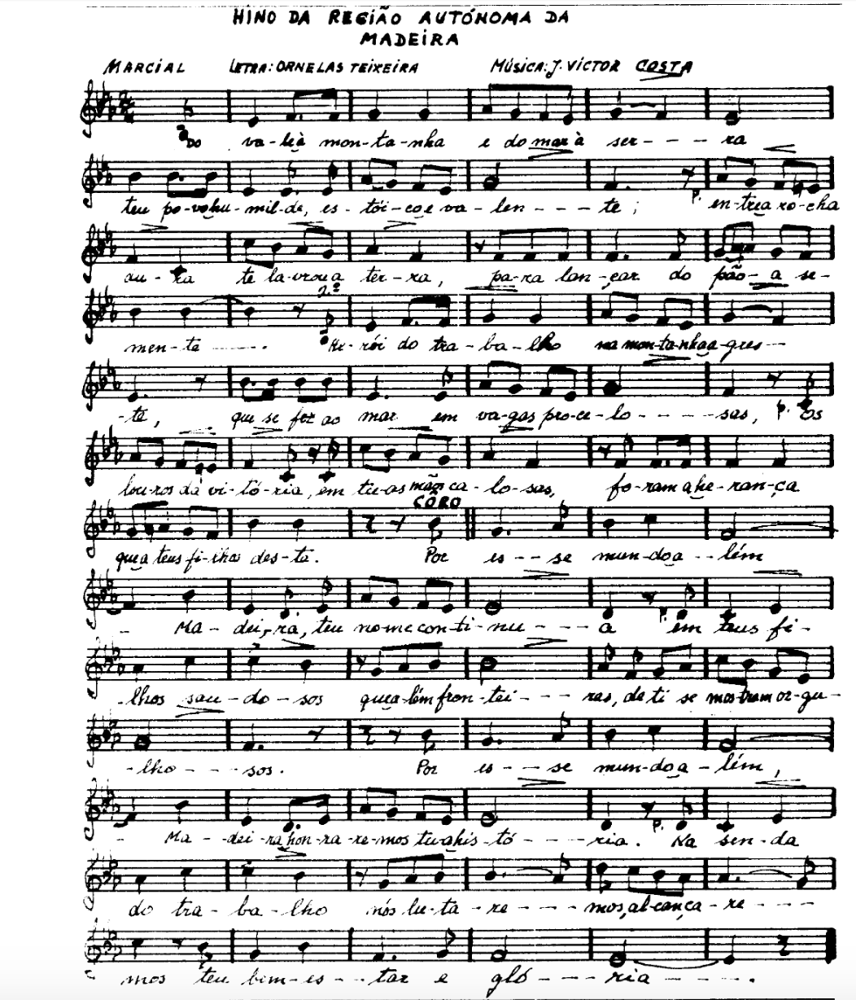 HINO DA REGIÃO AUTÓNOMA DA
MADEIRA
MARCIAL LETRA: ORNELAS TEIXEIRA MÚSICA: J. VICTOR COSTA
Do va-le à mon-ta-nha e do mar à ser - - - ra
teu po-vo hu-mil-de, es-tói-co e va-len - - - te; p. en-tre a ro-cha
du-ra te la-vrou a ter-ra, pa-ra lan-çar do pão - a se-
2ª
men-te - - - . He-rói do tra-ba-lho na mon-ta-nha a-gres - -
-te, que se fez ao mar em va-gas pro-ce-lo - - - - sas, p. Os
lou-ros da vi-tó-ria, em tu-as mãos ca-lo-sas, fo-ram a he-ran-ça
CÔRO
que a teus fi-lhos des-te. Por es - - se mun-do a - - lém
- Ma-dei-ra, teu no-me con-ti-nu - - - a p. em teus fi-
-lhos sau-do-sos que a-lém fron-tei - - - ras, de ti se mos-tram or-gu-
-lho - - - sos. Por es - - se mun-do a-lém,
- Ma--dei-ra hon-ra-re-mos tu-a his-tó - - - ria. p. Na sen-da
do tra-ba-lho nós lu-ta-re - - - mos, al-can-ça-re - - - -
mos teu bem-es--tar e gló - - - ria - - - - .